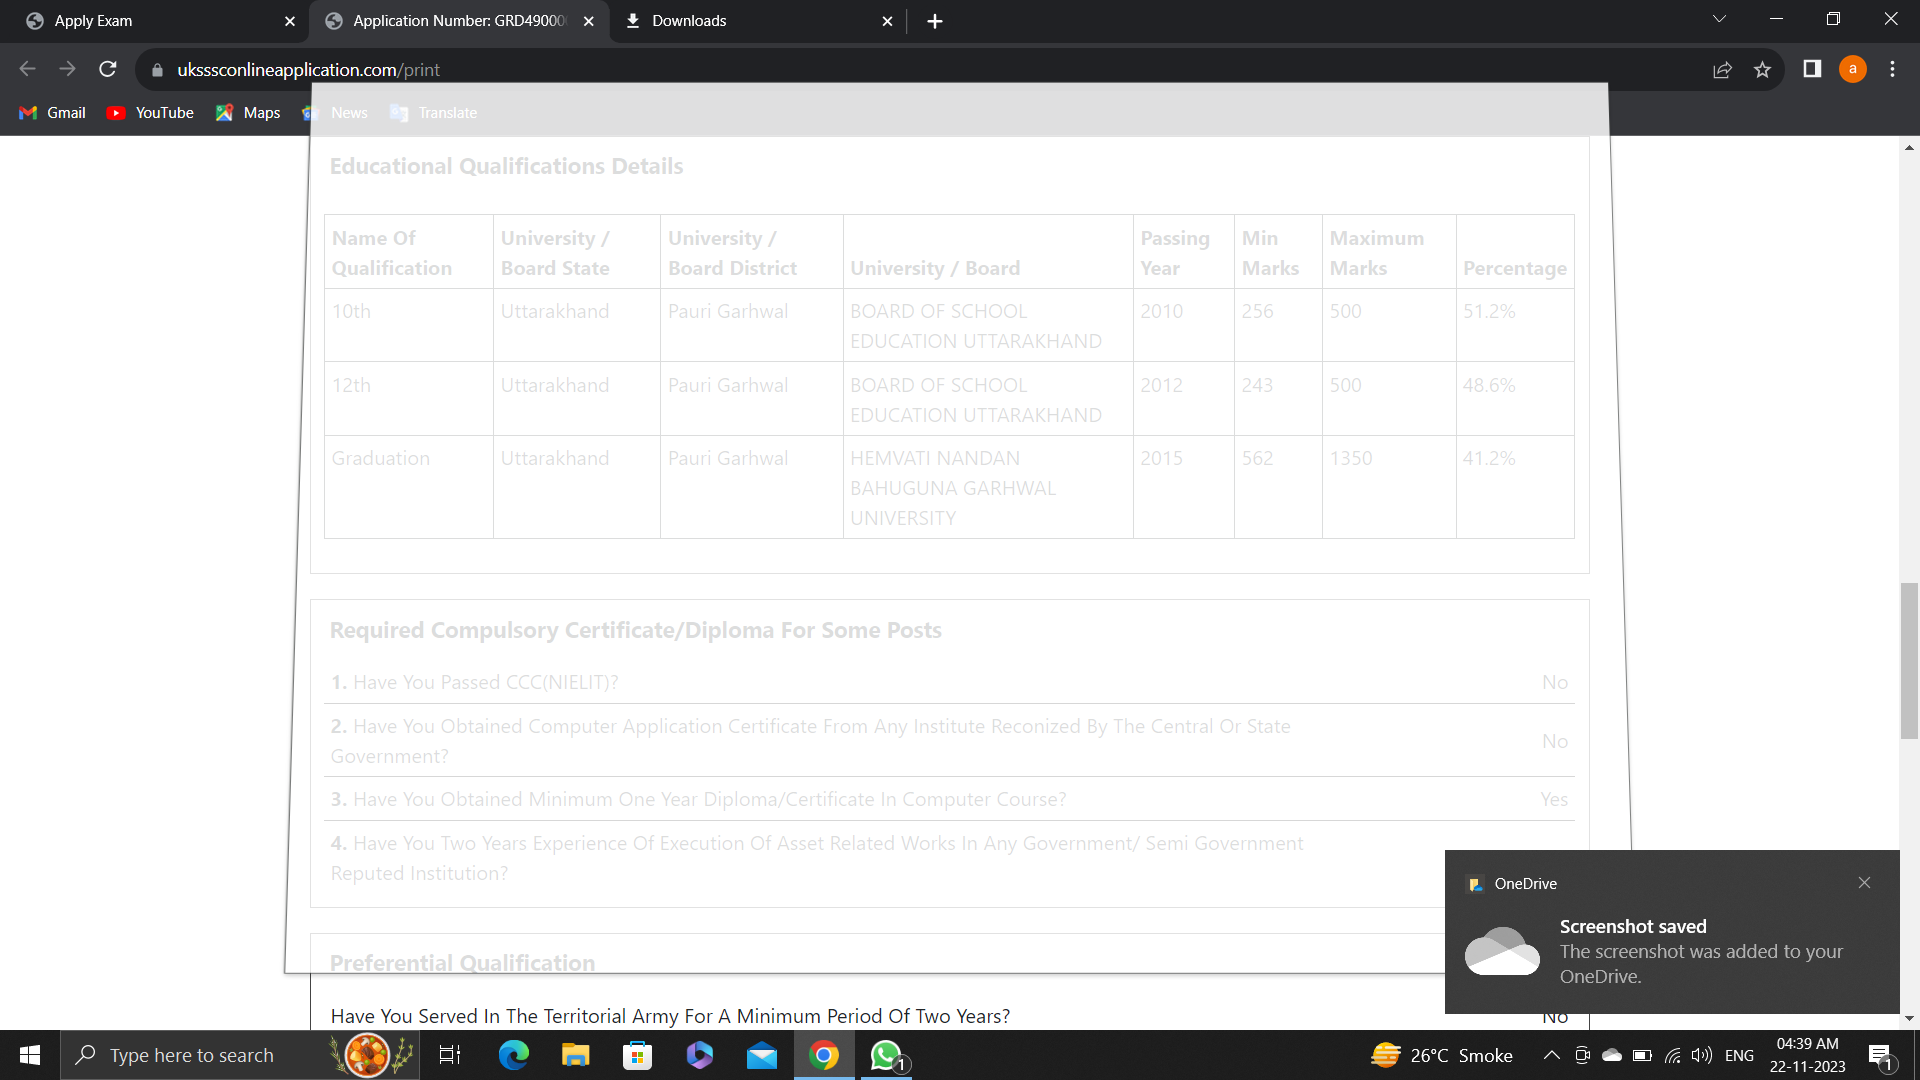 Apply Exam
Application Number: GRD49000
Downloads
uksssconlineapplication.com/print
a
Gmail YouTube Maps News Translate
Educational Qualifications Details
Name Of Qualification University / Board State University / Board District University / Board Passing Year Min Marks Maximum Marks Percentage
10th Uttarakhand Pauri Garhwal BOARD OF SCHOOL EDUCATION UTTARAKHAND 2010 256 500 51.2%
12th Uttarakhand Pauri Garhwal BOARD OF SCHOOL EDUCATION UTTARAKHAND 2012 243 500 48.6%
Graduation Uttarakhand Pauri Garhwal HEMVATI NANDAN BAHUGUNA GARHWAL UNIVERSITY 2015 562 1350 41.2%
Required Compulsory Certificate/Diploma For Some Posts
1. Have You Passed CCC(NIELIT)? No
2. Have You Obtained Computer Application Certificate From Any Institute Reconized By The Central Or State
Government? No
3. Have You Obtained Minimum One Year Diploma/Certificate In Computer Course? Yes
4. Have You Two Years Experience Of Execution Of Asset Related Works In Any Government/ Semi Government
Reputed Institution?
Preferential Qualification
Have You Served In The Territorial Army For A Minimum Period Of Two Years? No
OneDrive
Screenshot saved
The screenshot was added to your
OneDrive.
Type here to search
1
26°C Smoke
ENG
04:39 AM
22-11-2023
1